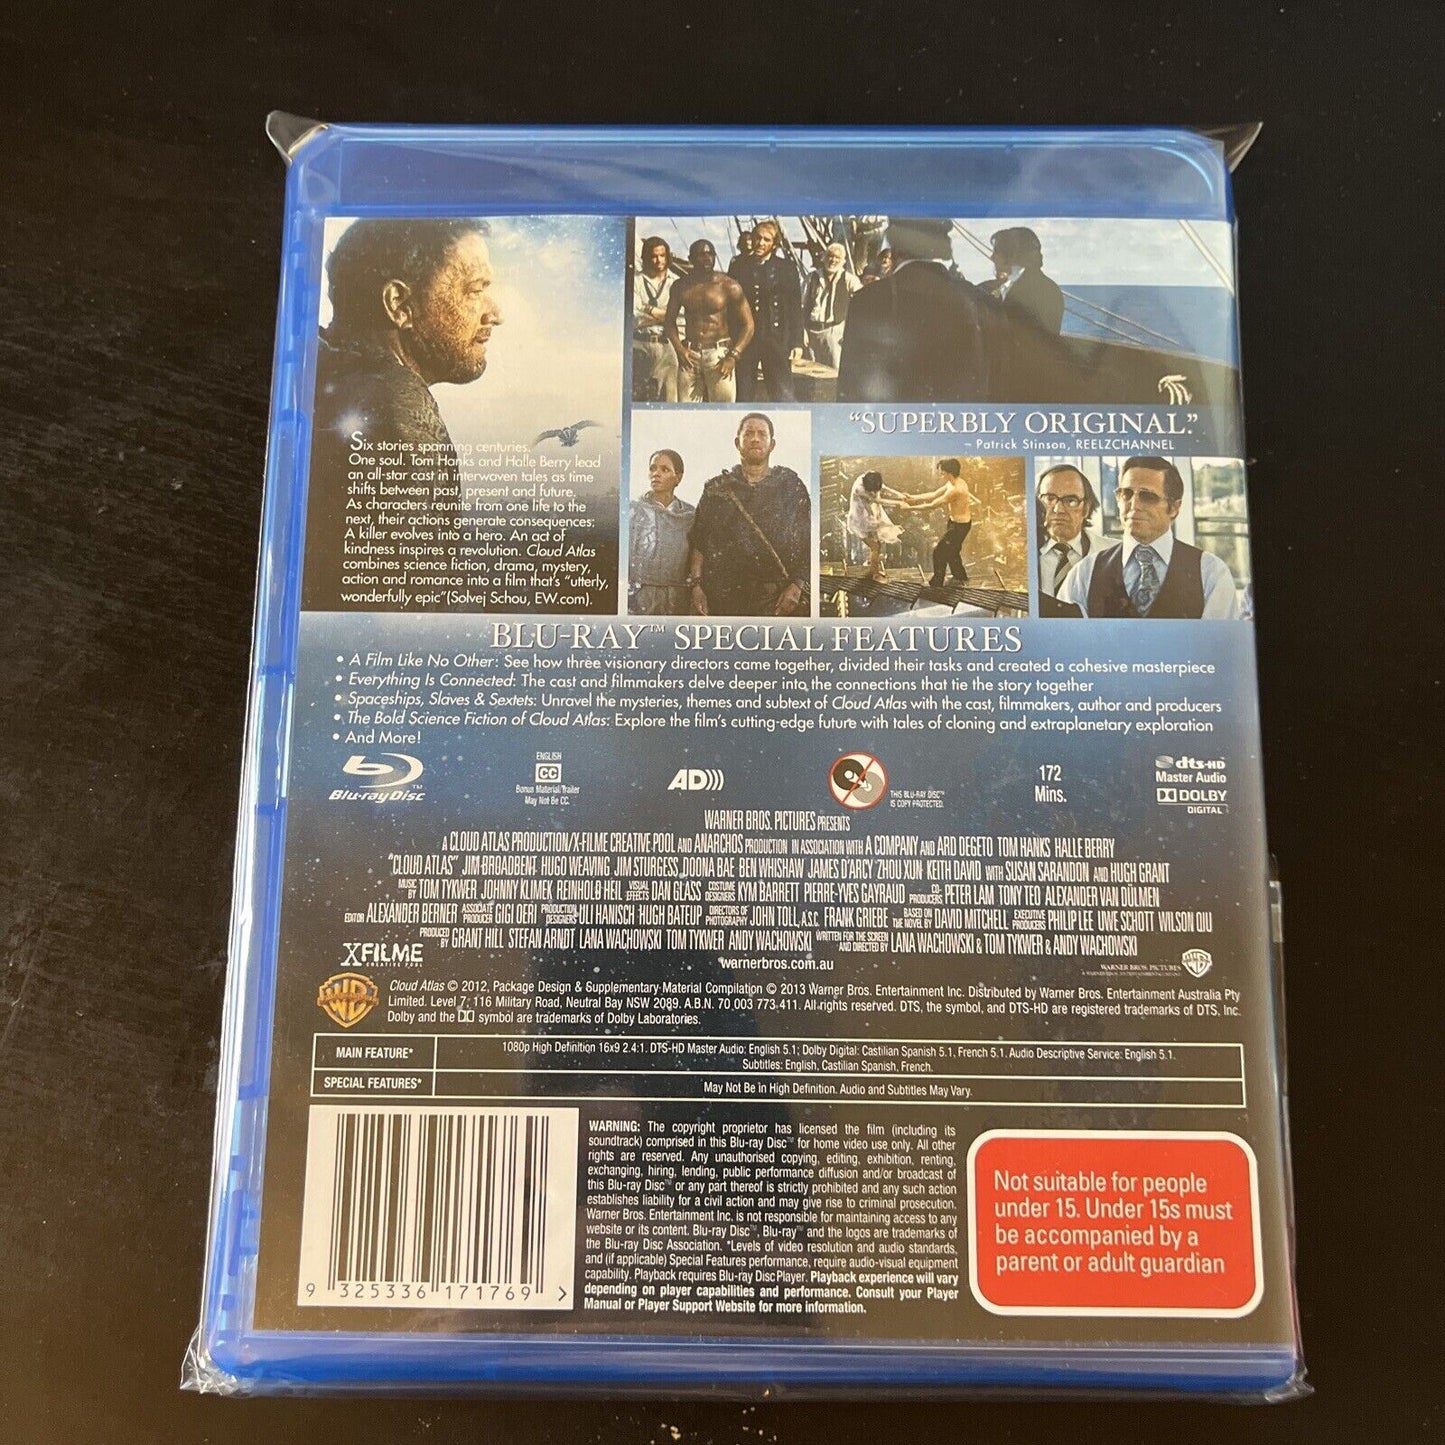 Six stories spanning centuries.
One soul. Tom Hanks and Halle Berry lead
an all-star cast in interwoven tales as time
shifts between past, present and future.
As characters reunite from one life to the
next, their actions generate consequences:
A killer evolves into a hero. An act of
kindness inspires a revolution. Cloud Atlas
combines science fiction, drama, mystery,
action and romance into a film that's "utterly,
wonderfully epic"(Solvej Schou, EW.com).
"SUPERBLY ORIGINAL."
– Patrick Stinson, REELZCHANNEL
BLU-RAY™ SPECIAL FEATURES
• A Film Like No Other: See how three visionary directors came together, divided their tasks and created a cohesive masterpiece
• Everything Is Connected: The cast and filmmakers delve deeper into the connections that tie the story together
• Spaceships, Slaves & Sextets: Unravel the mysteries, themes and subtext of Cloud Atlas with the cast, filmmakers, author and producers
• The Bold Science Fiction of Cloud Atlas: Explore the film's cutting-edge future with tales of cloning and extraplanetary exploration
• And More!
Blu-ray Disc™
ENGLISH
CC
Bonus Material/Trailer
May Not Be CC.
AD)))
THIS BLU-RAY DISC™
IS COPY PROTECTED.
172
Mins.
dts-HD
Master Audio
DOLBY
DIGITAL
WARNER BROS. PICTURES PRESENTS
A CLOUD ATLAS PRODUCTION/X-FILME CREATIVE POOL AND ANARCHOS PRODUCTION IN ASSOCIATION WITH A COMPANY AND ARD DEGETO TOM HANKS HALLE BERRY
"CLOUD ATLAS" JIM BROADBENT HUGO WEAVING JIM STURGESS DOONA BAE BEN WHISHAW JAMES D'ARCY ZHOU XUN KEITH DAVID WITH SUSAN SARANDON AND HUGH GRANT
MUSIC BY TOM TYKWER JOHNNY KLIMEK REINHOLD HEIL VISUAL EFFECTS DAN GLASS COSTUME DESIGNERS KYM BARRETT PIERRE-YVES GAYRAUD CO-PRODUCERS PETER LAM TONY TEO ALEXANDER VAN DÜLMEN
EDITOR ALEXANDER BERNER ASSOCIATE PRODUCER GIGI OERI PRODUCTION DESIGNERS ULI HANISCH HUGH BATEUP DIRECTORS OF PHOTOGRAPHY JOHN TOLL, A.S.C. FRANK GRIEBE BASED ON THE NOVEL BY DAVID MITCHELL EXECUTIVE PRODUCERS PHILIP LEE UWE SCHOTT WILSON QIU
PRODUCED BY GRANT HILL STEFAN ARNDT LANA WACHOWSKI TOM TYKWER ANDY WACHOWSKI WRITTEN FOR THE SCREEN AND DIRECTED BY LANA WACHOWSKI & TOM TYKWER & ANDY WACHOWSKI
XFILME
CREATIVE POOL
warnerbros.com.au
WARNER BROS. PICTURES
Cloud Atlas © 2012, Package Design & Supplementary Material Compilation © 2013 Warner Bros. Entertainment Inc. Distributed by Warner Bros. Entertainment Australia Pty
Limited. Level 7, 116 Military Road, Neutral Bay NSW 2089. A.B.N. 70 003 773 411. All rights reserved. DTS, the symbol, and DTS-HD are registered trademarks of DTS, Inc.
Dolby and the DD symbol are trademarks of Dolby Laboratories.
MAIN FEATURE*
1080p High Definition 16x9 2.4:1. DTS-HD Master Audio: English 5.1; Dolby Digital: Castilian Spanish 5.1, French 5.1. Audio Descriptive Service: English 5.1.
Subtitles: English, Castilian Spanish, French.
SPECIAL FEATURES*
May Not Be in High Definition. Audio and Subtitles May Vary.
9 325336 171769 >
WARNING: The copyright proprietor has licensed the film (including its
soundtrack) comprised in this Blu-ray Disc™ for home video use only. All other
rights are reserved. Any unauthorised copying, editing, exhibition, renting,
exchanging, hiring, lending, public performance diffusion and/or broadcast of
this Blu-ray Disc™ or any part thereof is strictly prohibited and any such action
establishes liability for a civil action and may give rise to criminal prosecution.
Warner Bros. Entertainment Inc. is not responsible for maintaining access to any
website or its content. Blu-ray Disc™, Blu-ray™ and the logos are trademarks of
the Blu-ray Disc Association. *Levels of video resolution and audio standards,
and (if applicable) Special Features performance, require audio-visual equipment
capability. Playback requires Blu-ray Disc Player. Playback experience will vary
depending on player capabilities and performance. Consult your Player
Manual or Player Support Website for more information.
Not suitable for people
under 15. Under 15s must
be accompanied by a
parent or adult guardian